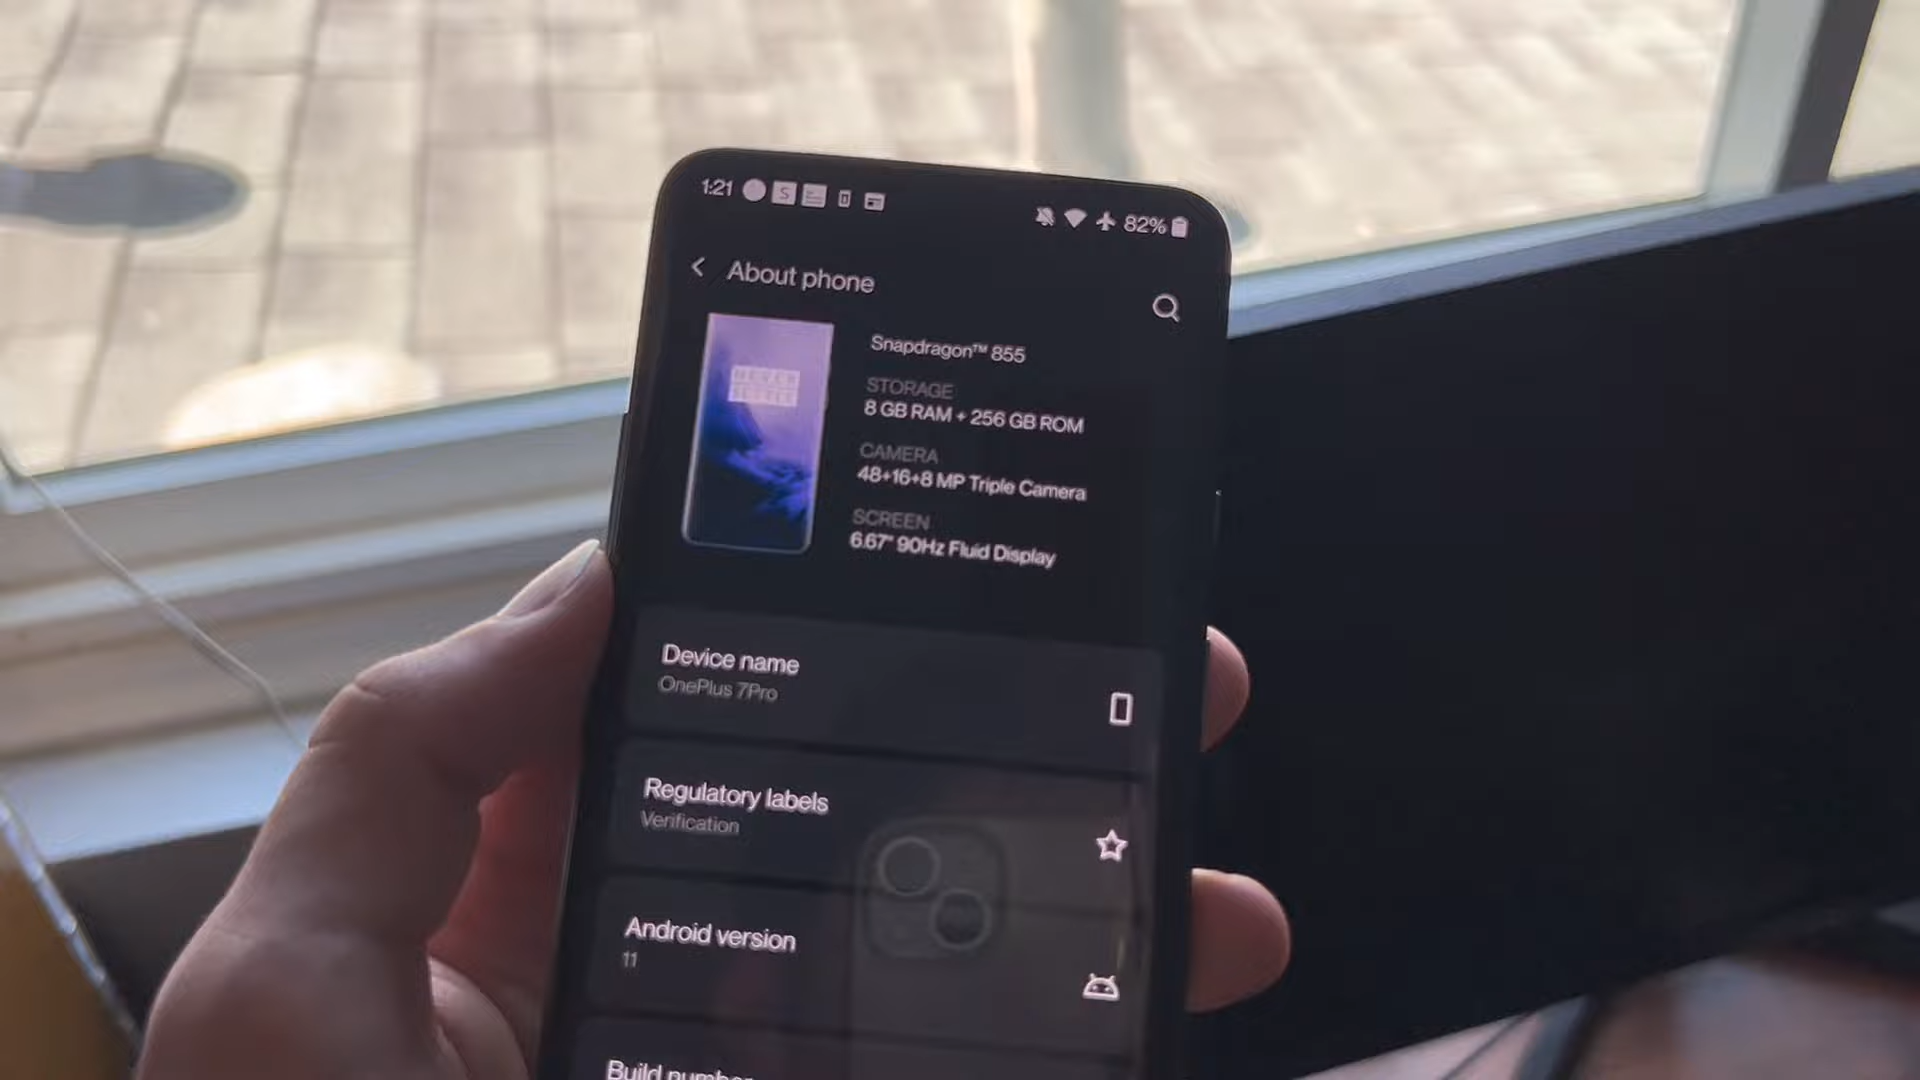 1:21
S
82%
About phone
Snapdragon™ 855
STORAGE
8 GB RAM + 256 GB ROM
CAMERA
48+16+8 MP Triple Camera
SCREEN
6.67" 90Hz Fluid Display
NEVER
SETTLE
Device name
OnePlus 7Pro
Regulatory labels
Verification
Android version
11
Build number